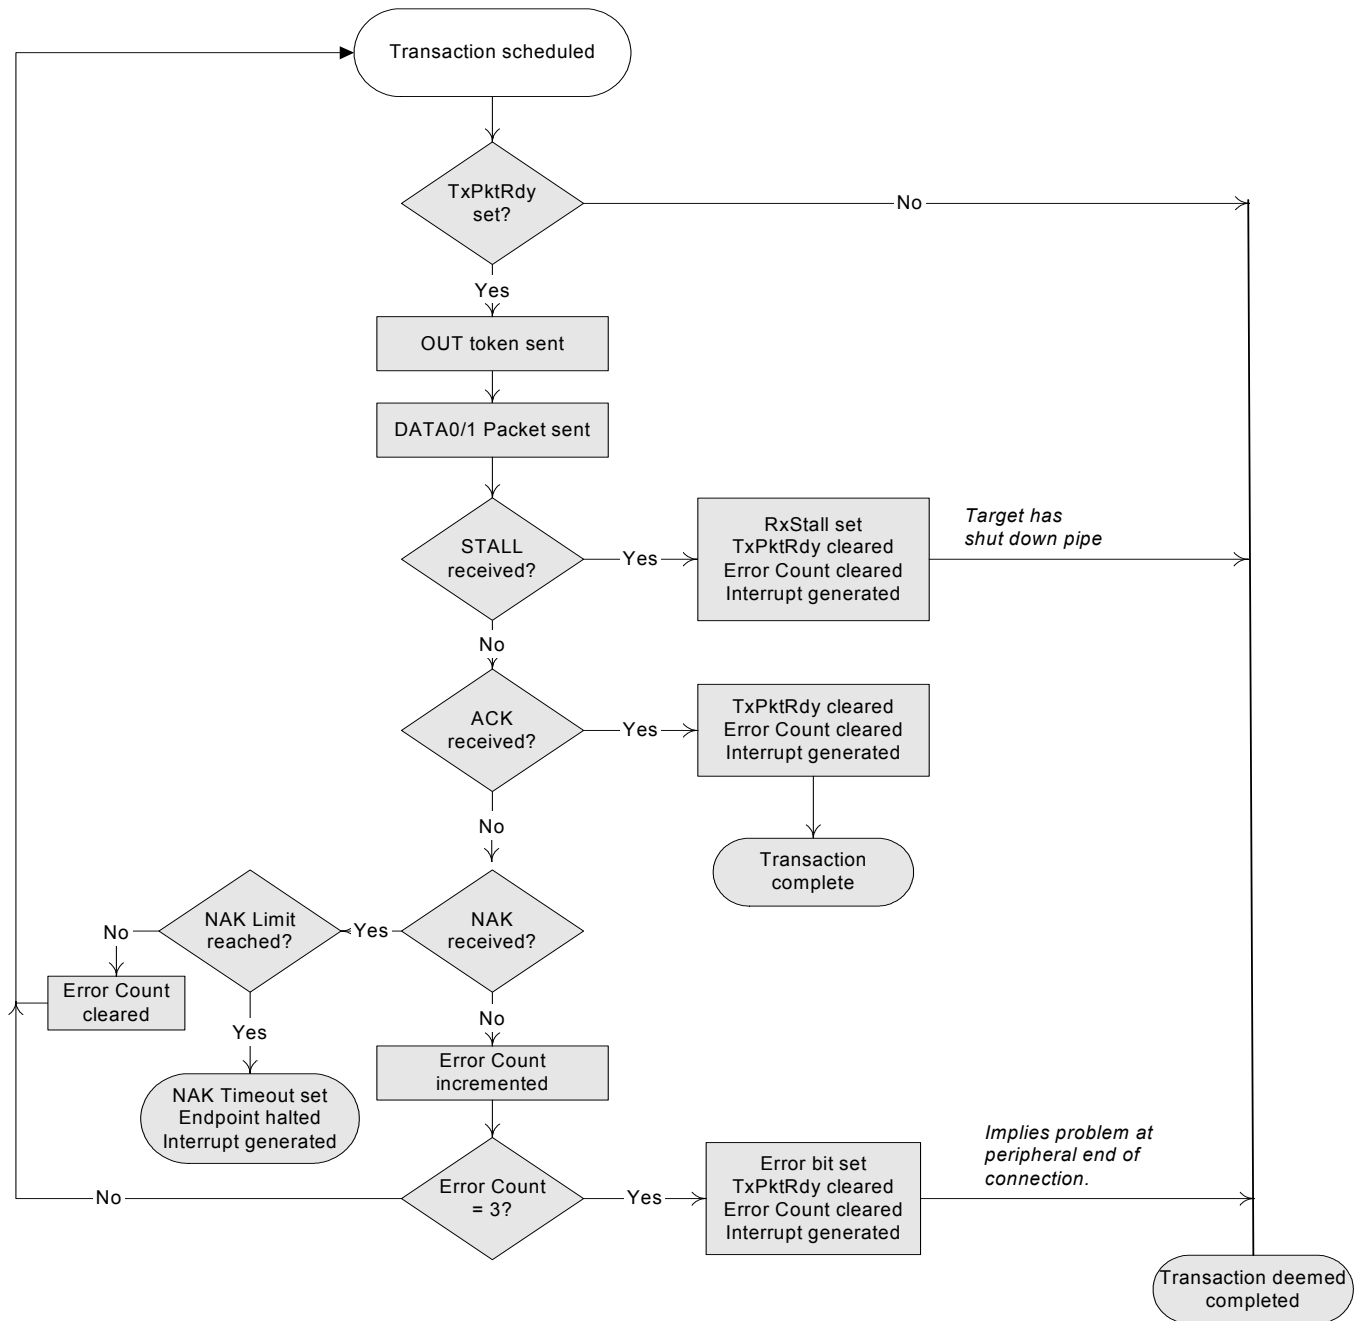 Transaction scheduled
TxPktRdy
set?
No
Yes
OUT token sent
DATA0/1 Packet sent
STALL
received?
Yes
RxStall set
TxPktRdy cleared
Error Count cleared
Interrupt generated
Target has
shut down pipe
No
ACK
received?
Yes
TxPktRdy cleared
Error Count cleared
Interrupt generated
No
Transaction
complete
NAK
received?
Yes
NAK Limit
reached?
No
Error Count
cleared
Yes
NAK Timeout set
Endpoint halted
Interrupt generated
No
Error Count
incremented
Error Count
= 3?
No
Yes
Error bit set
TxPktRdy cleared
Error Count cleared
Interrupt generated
Implies problem at
peripheral end of
connection.
Transaction deemed
completed